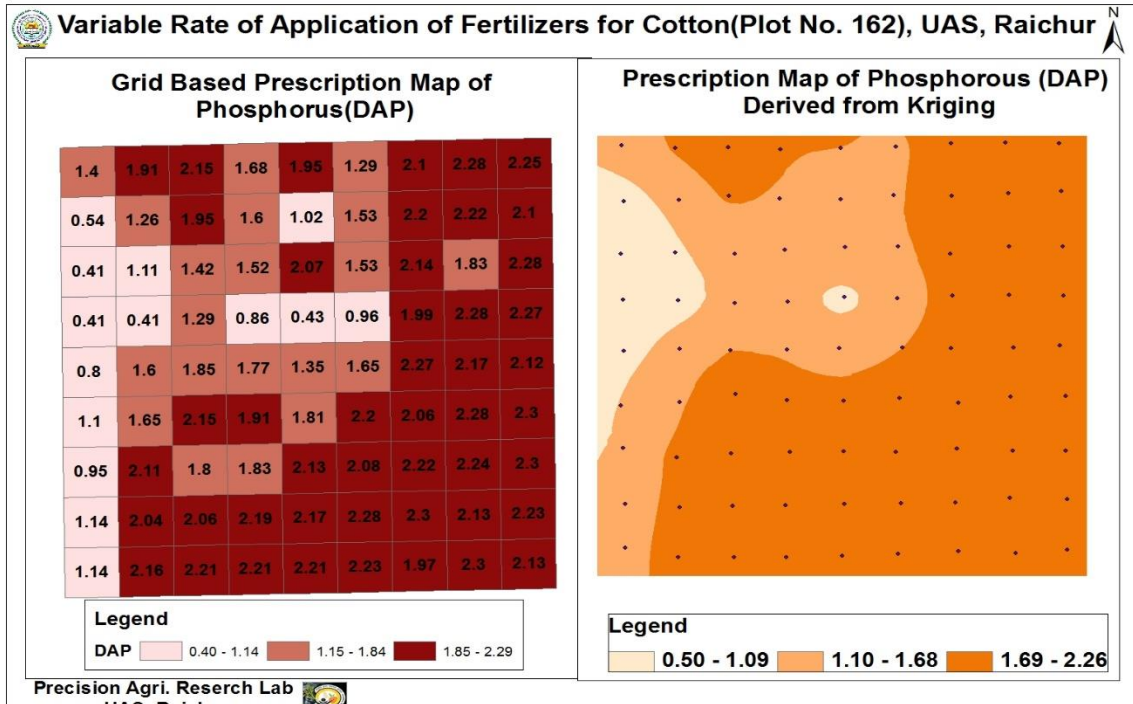 Variable Rate of Application of Fertilizers for Cotton(Plot No. 162), UAS, Raichur
N
Grid Based Prescription Map of
Phosphorus(DAP)
1.4 1.91 2.15 1.68 1.95 1.29 2.1 2.28 2.25
0.54 1.26 1.95 1.6 1.02 1.53 2.2 2.22 2.1
0.41 1.11 1.42 1.52 2.07 1.53 2.14 1.83 2.28
0.41 0.41 1.29 0.86 0.43 0.96 1.99 2.28 2.27
0.8 1.6 1.85 1.77 1.35 1.65 2.27 2.17 2.12
1.1 1.65 2.15 1.91 1.81 2.2 2.06 2.28 2.3
0.95 2.11 1.8 1.83 2.13 2.08 2.22 2.24 2.3
1.14 2.04 2.06 2.19 2.17 2.28 2.3 2.13 2.23
1.14 2.16 2.21 2.21 2.21 2.23 1.97 2.3 2.13
Legend
DAP 0.40 - 1.14 1.15 - 1.84 1.85 - 2.29
Prescription Map of Phosphorous (DAP)
Derived from Kriging
Legend
0.50 - 1.09 1.10 - 1.68 1.69 - 2.26
Precision Agri. Reserch Lab